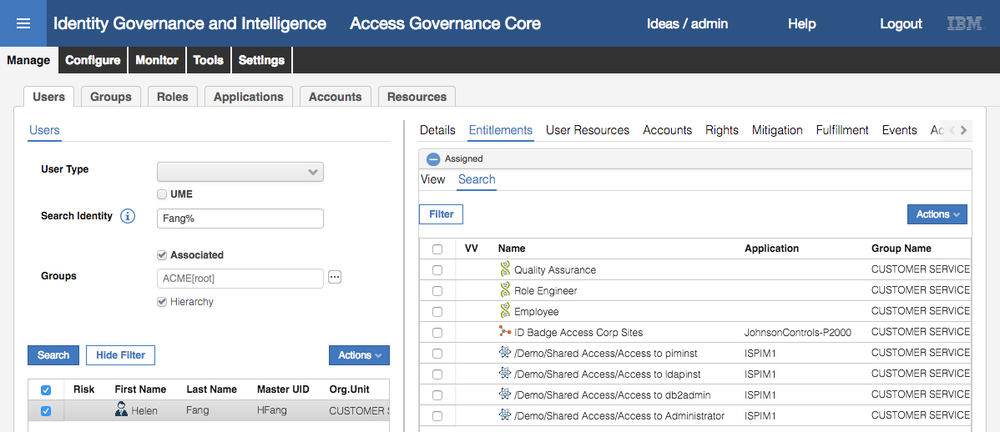 Identity Governance and Intelligence Access Governance Core Ideas / admin Help Logout IBM
Manage Configure Monitor Tools Settings
Users Groups Roles Applications Accounts Resources
Users
User Type
UME
Search Identity Fang%
Associated
Groups ACME[root] ...
Hierarchy
Search Hide Filter Actions
Risk First Name Last Name Master UID Org.Unit
Helen Fang HFang CUSTOMER
Details Entitlements User Resources Accounts Rights Mitigation Fulfillment Events Ac
Assigned
View Search
Filter Actions
VV Name Application Group Name
Quality Assurance CUSTOMER SERVICE
Role Engineer CUSTOMER SERVICE
Employee CUSTOMER SERVICE
ID Badge Access Corp Sites JohnsonControls-P2000 CUSTOMER SERVICE
/Demo/Shared Access/Access to piminst ISPIM1 CUSTOMER SERVICE
/Demo/Shared Access/Access to ldapinst ISPIM1 CUSTOMER SERVICE
/Demo/Shared Access/Access to db2admin ISPIM1 CUSTOMER SERVICE
/Demo/Shared Access/Access to Administrator ISPIM1 CUSTOMER SERVICE